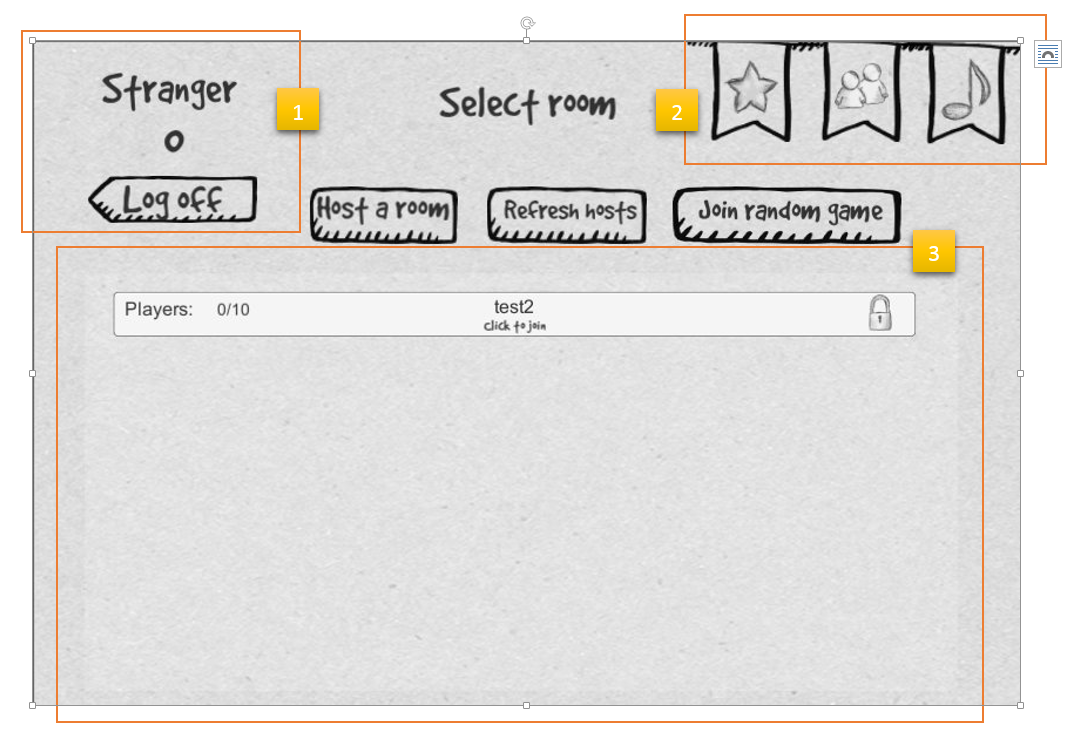 Stranger
0
1
Select room
2
Log off
Host a room
Refresh hosts
Join random game
3
Players: 0/10
test2
click to join
1